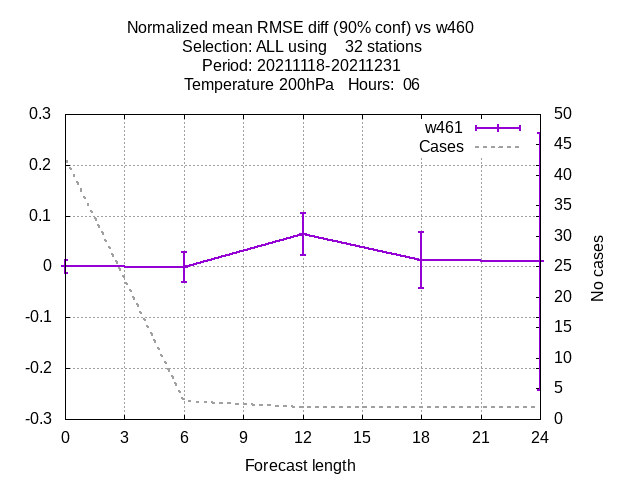 Normalized mean RMSE diff (90% conf) vs w460
Selection: ALL using    32 stations
Period: 20211118-20211231
Temperature 200hPa   Hours:  06
w461
Cases
0.3
0.2
0.1
0
-0.1
-0.2
-0.3
50
45
40
35
30
25
20
15
10
5
0
No cases
0 3 6 9 12 15 18 21 24
Forecast length